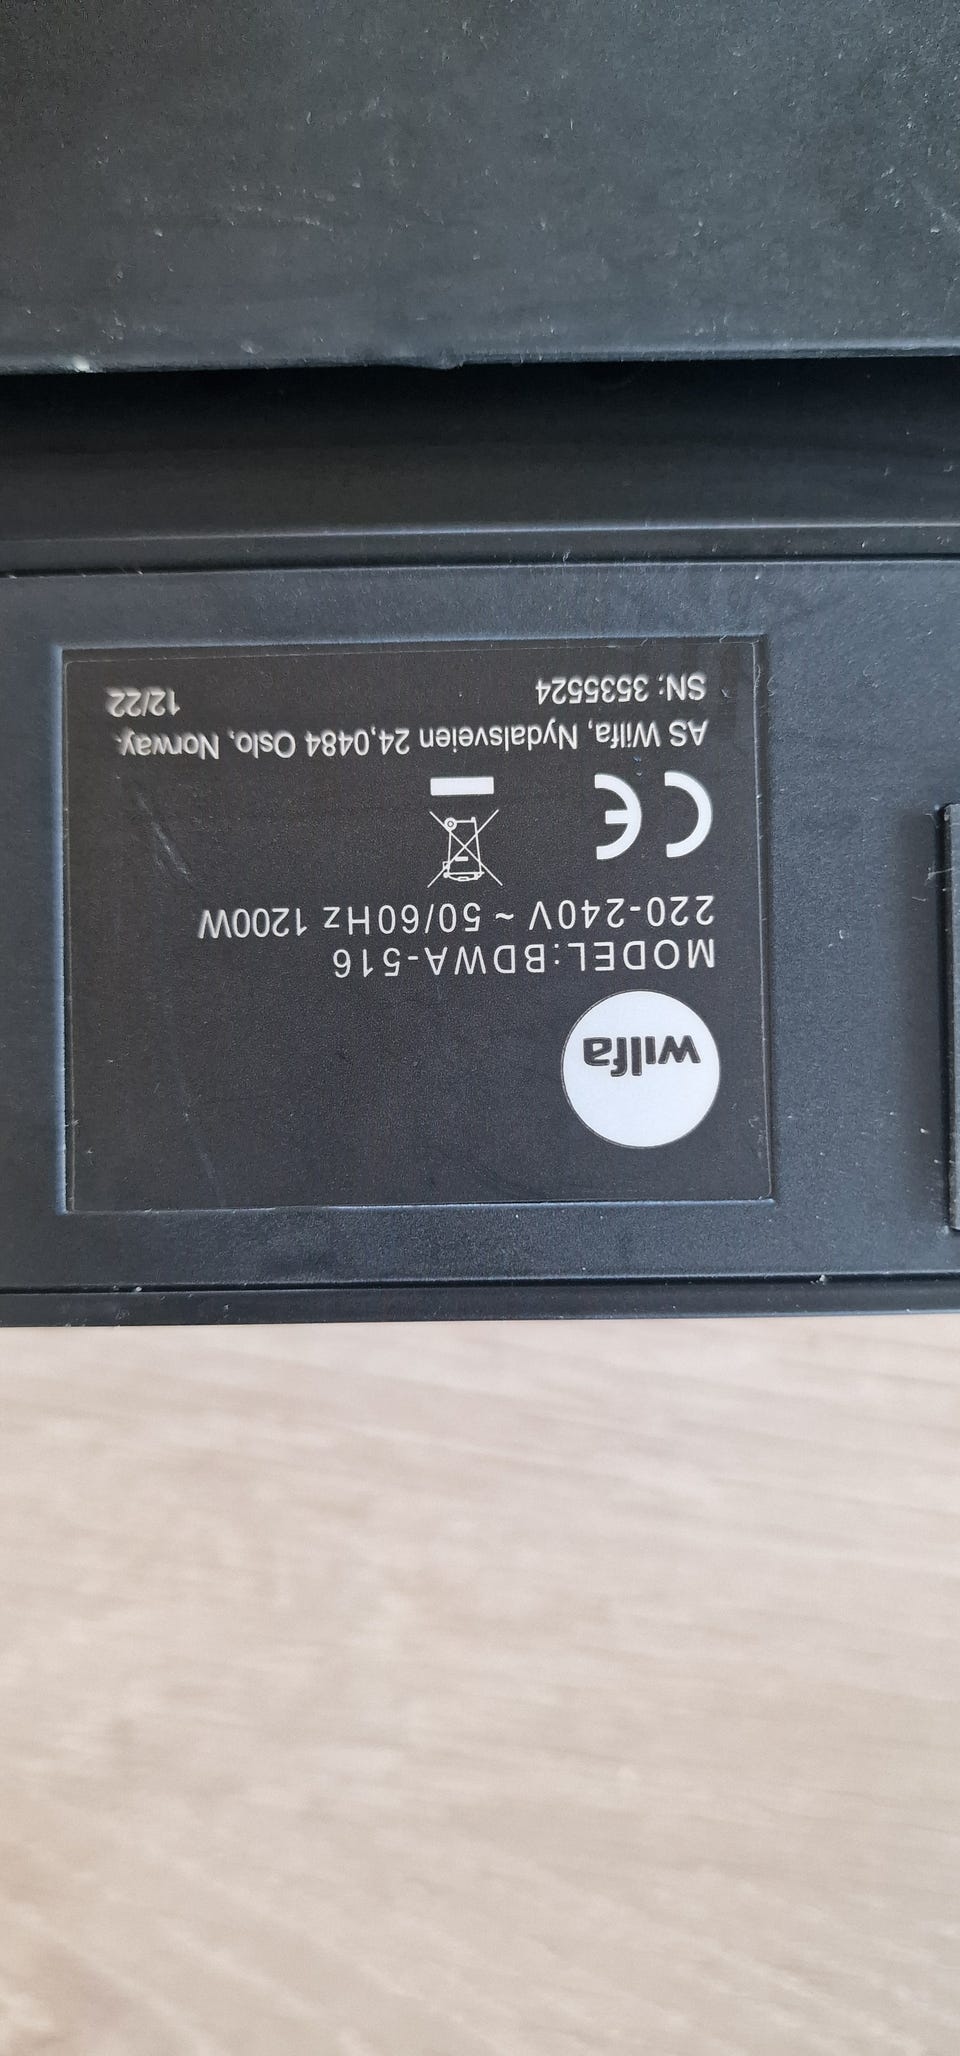 wilfa
MODEL:BDWA-516
220-240V ~ 50/60Hz 1200W
CE
AS Wilfa, Nydalsveien 24,0484 Oslo, Norway.
SN: 3535524 12/22